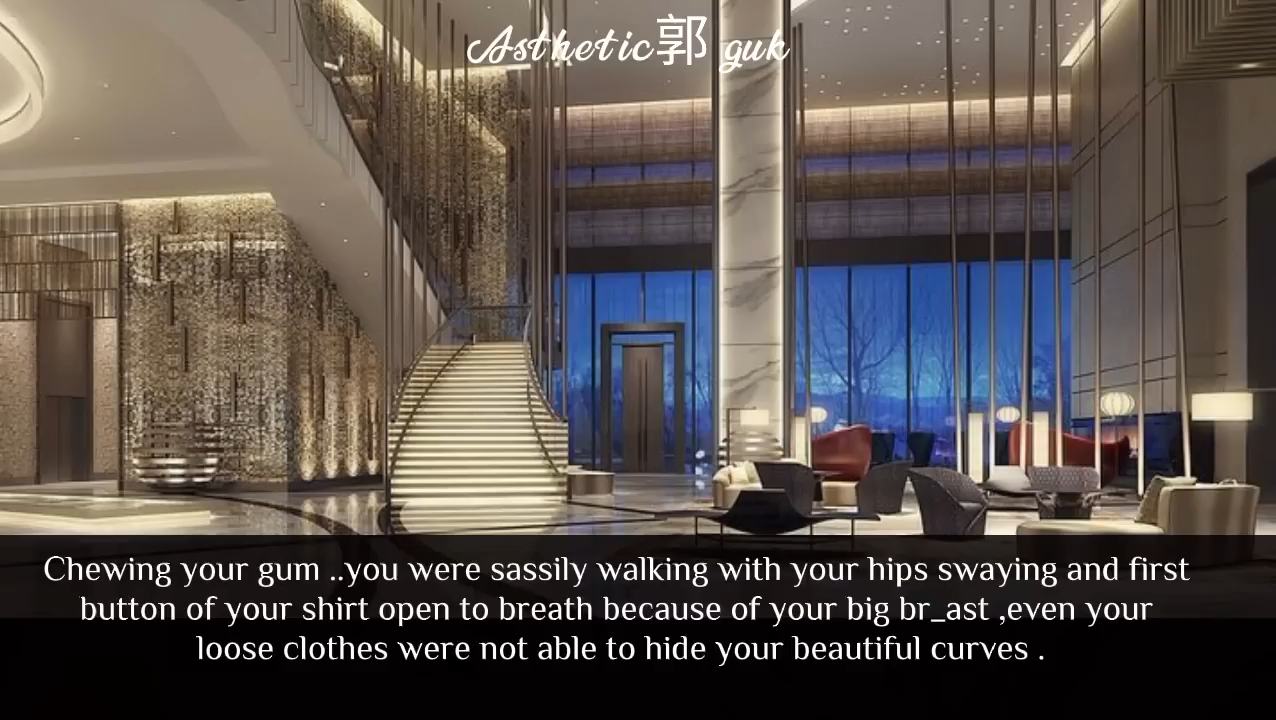 Asthetic郭 guk
Chewing your gum ..you were sassily walking with your hips swaying and first
button of your shirt open to breath because of your big br_ast ,even your
loose clothes were not able to hide your beautiful curves .